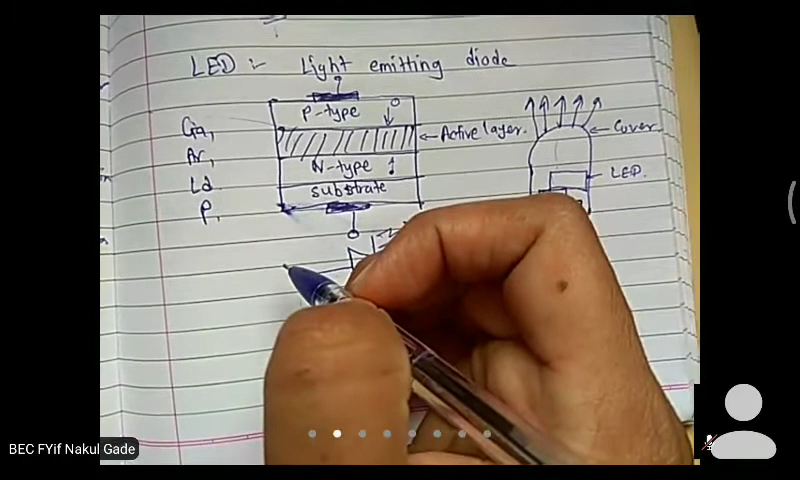 LED :- Light emitting diode
P-type
Ga,
Active layer.
Cover
Ar,
N-type
LED.
Ld
substrate
P,
BEC FYif Nakul Gade